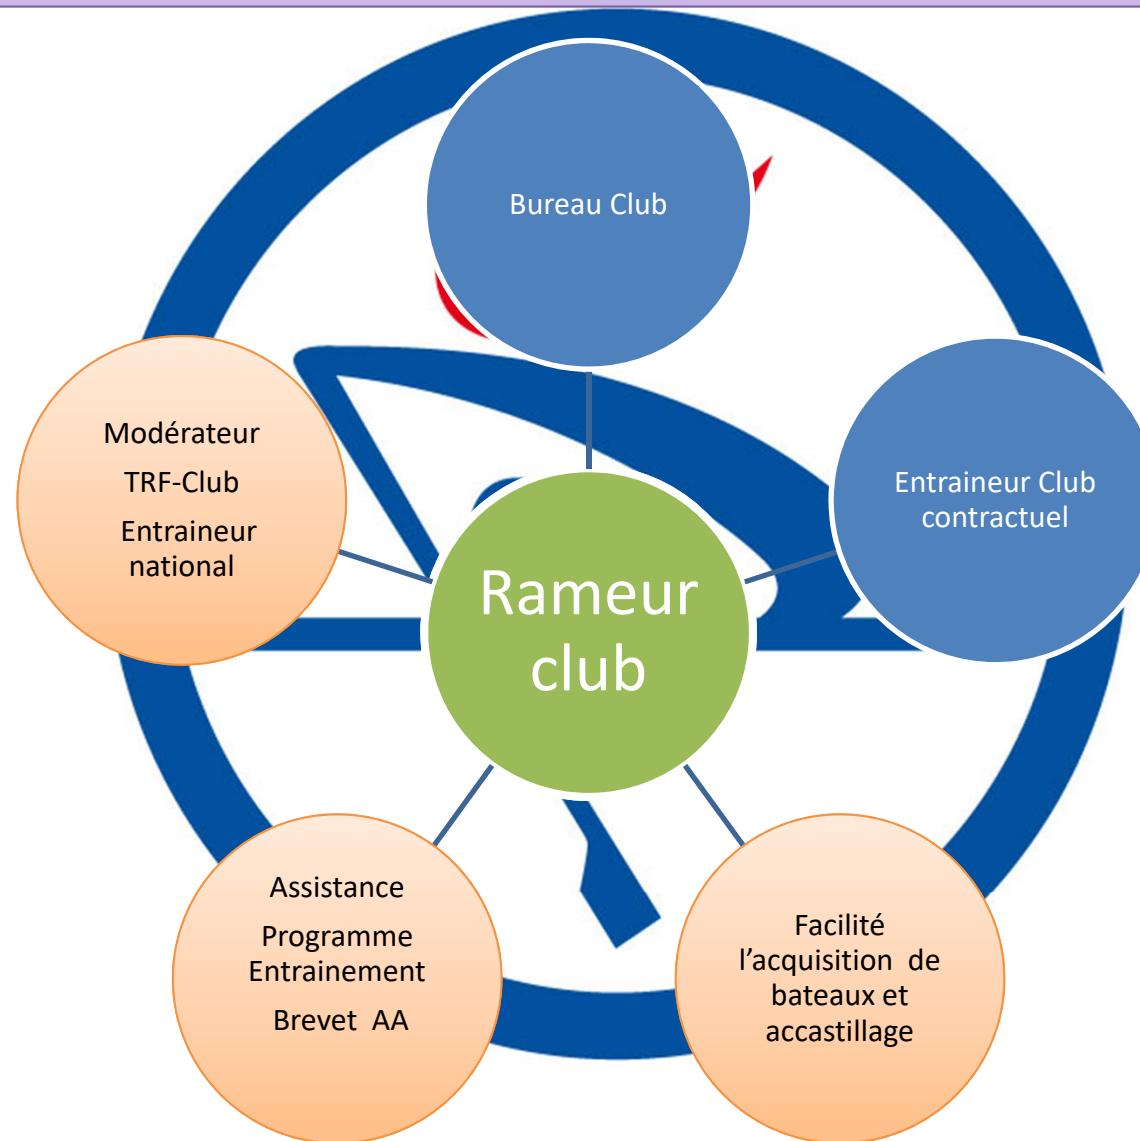 Bureau Club
Modérateur
TRF-Club
Entraineur
national
Entraineur Club
contractuel
Rameur
club
Assistance
Programme
Entrainement
Brevet AA
Facilité
l’acquisition de
bateaux et
accastillage